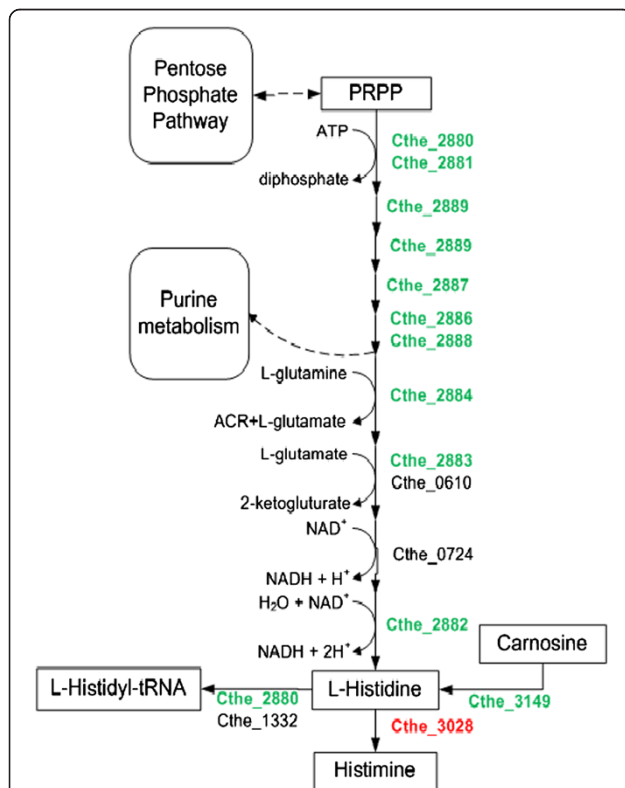 Pentose
Phosphate
Pathway
PRPP
ATP
diphosphate
Cthe_2880
Cthe_2881
Cthe_2889
Cthe_2889
Cthe_2887
Cthe_2886
Cthe_2888
Purine
metabolism
L-glutamine
ACR+L-glutamate
Cthe_2884
L-glutamate
2-ketogluturate
Cthe_2883
Cthe_0610
NAD⁺
NADH + H⁺
Cthe_0724
H₂O + NAD⁺
NADH + 2H⁺
Cthe_2882
Carnosine
L-Histidyl-tRNA
Cthe_2880
Cthe_1332
L-Histidine
Cthe_3149
Cthe_3028
Histimine